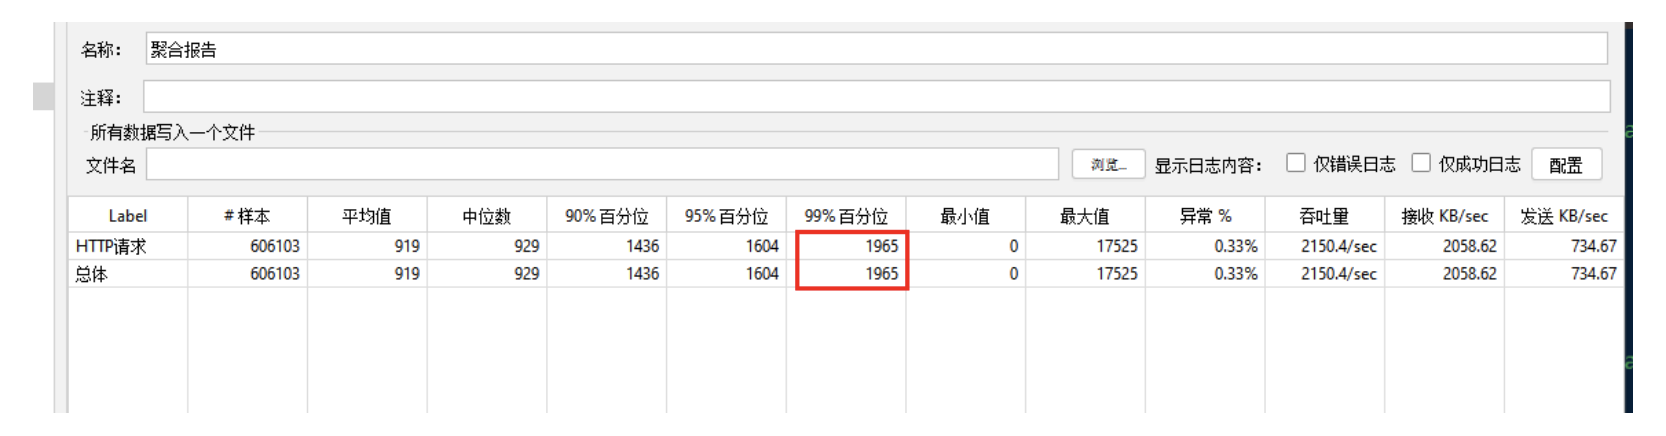 名称： 聚合报告
注释：
所有数据写入一个文件
文件名 浏览... 显示日志内容： 仅错误日志 仅成功日志 配置
Label # 样本 平均值 中位数 90% 百分位 95% 百分位 99% 百分位 最小值 最大值 异常 % 吞吐量 接收 KB/sec 发送 KB/sec
HTTP请求 606103 919 929 1436 1604 1965 0 17525 0.33% 2150.4/sec 2058.62 734.67
总体 606103 919 929 1436 1604 1965 0 17525 0.33% 2150.4/sec 2058.62 734.67